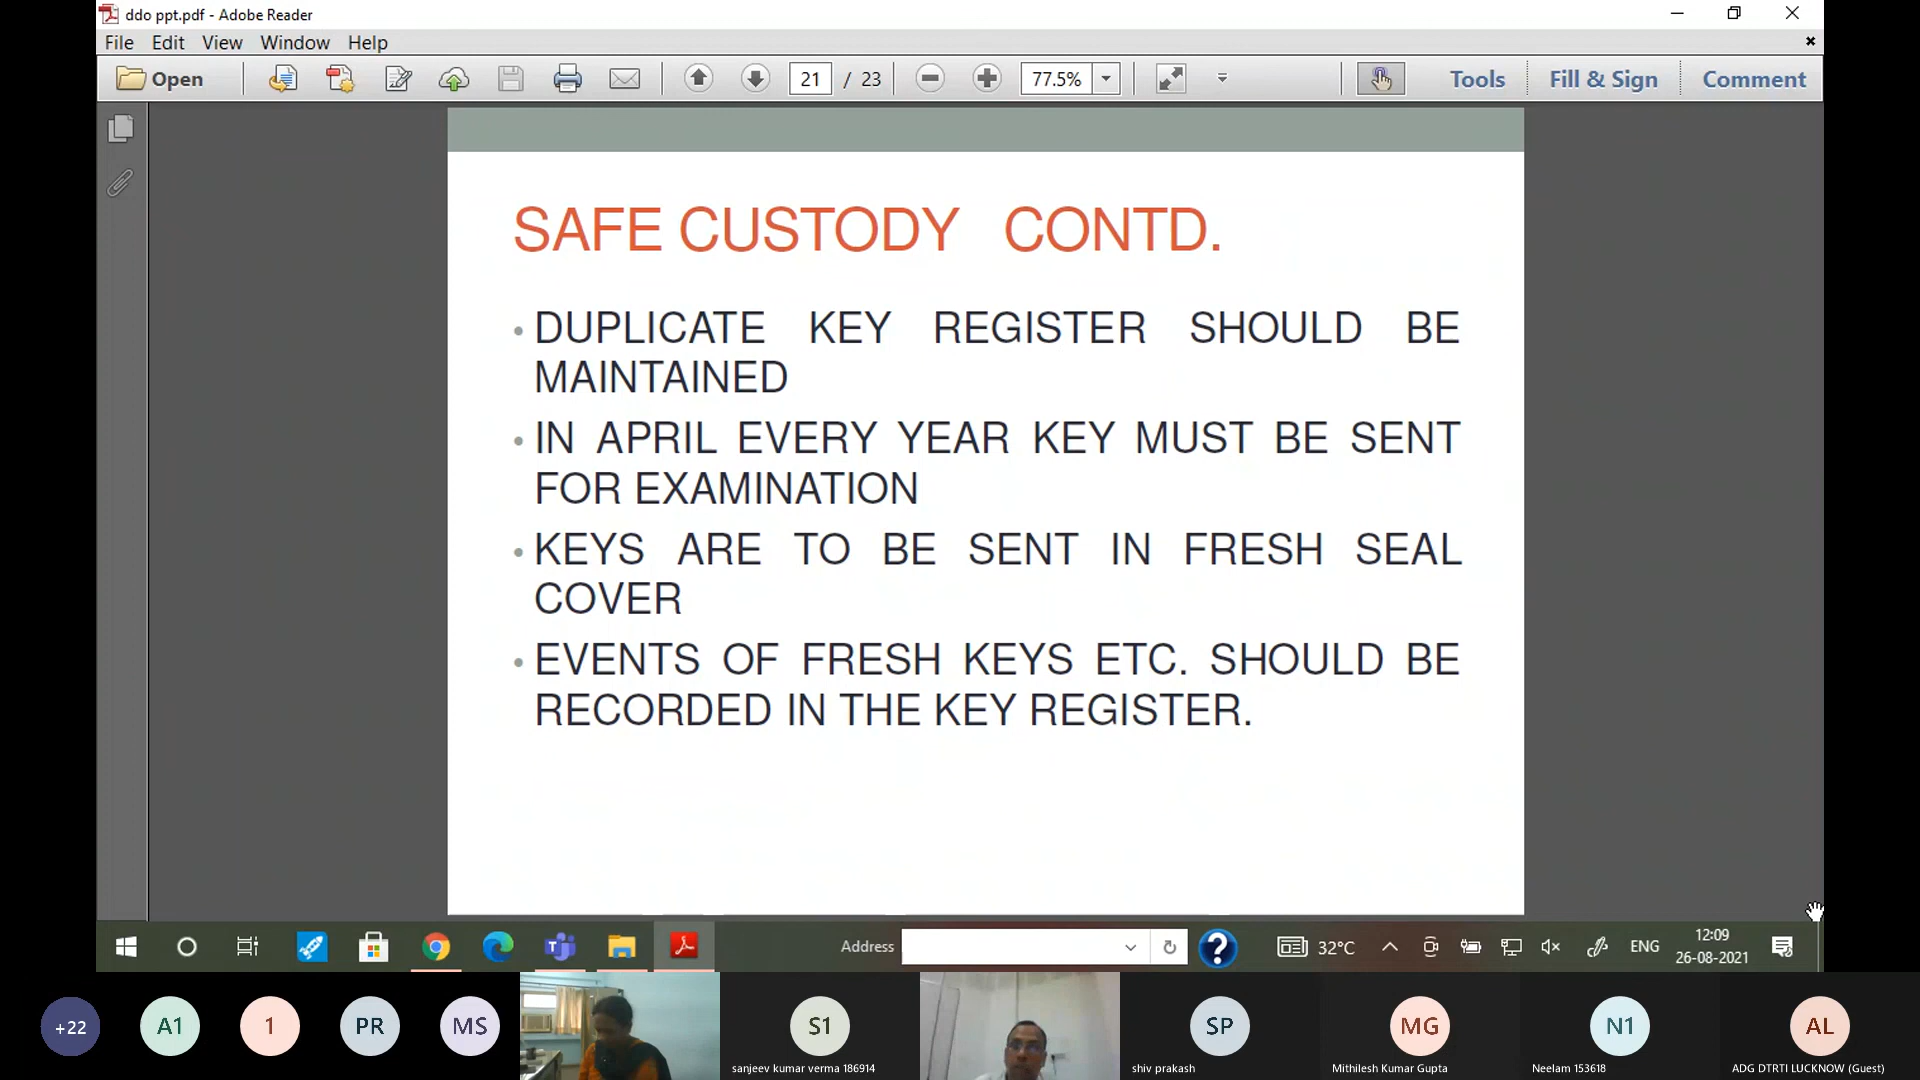 ddo ppt.pdf - Adobe Reader
File Edit View Window Help
Open 21 / 23 77.5% Tools Fill & Sign Comment
SAFE CUSTODY CONTD.
• DUPLICATE KEY REGISTER SHOULD BE
MAINTAINED
• IN APRIL EVERY YEAR KEY MUST BE SENT
FOR EXAMINATION
• KEYS ARE TO BE SENT IN FRESH SEAL
COVER
• EVENTS OF FRESH KEYS ETC. SHOULD BE
RECORDED IN THE KEY REGISTER.
Address 32°C ENG 12:09
26-08-2021
+22 A1 1 PR MS S1 SP MG N1 AL
sanjeev kumar verma 186914 shiv prakash Mithilesh Kumar Gupta Neelam 153618 ADG DTRTI LUCKNOW (Guest)